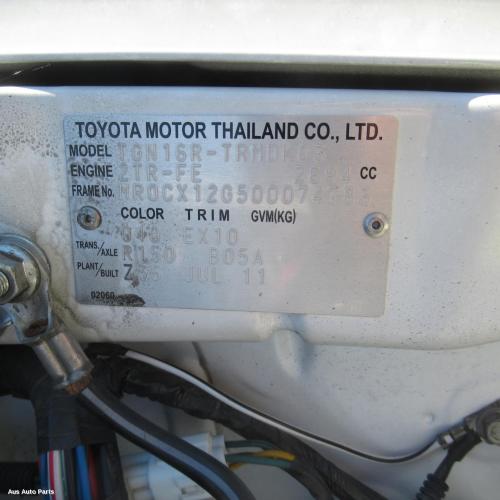 TOYOTA MOTOR THAILAND CO., LTD.
MODEL
ENGINE 2TR-FE CC
FRAME No.
COLOR TRIM GVM(KG)
040 EX10
TRANS./AXLE R150 B05A
PLANT/BUILT JUL 11
02060
Aus Auto Parts